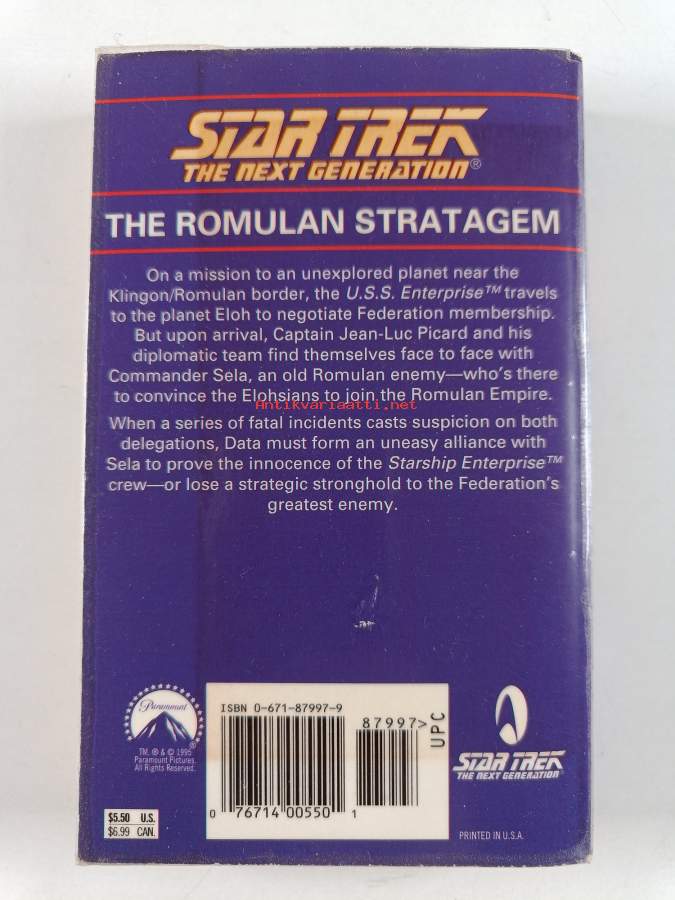 STAR TREK
THE NEXT GENERATION®
THE ROMULAN STRATAGEM
On a mission to an unexplored planet near the
Klingon/Romulan border, the U.S.S. Enterprise™ travels
to the planet Eloh to negotiate Federation membership.
But upon arrival, Captain Jean-Luc Picard and his
diplomatic team find themselves face to face with
Commander Sela, an old Romulan enemy—who's there
to convince the Elohsians to join the Romulan Empire.
Antikvariaatti.net
When a series of fatal incidents casts suspicion on both
delegations, Data must form an uneasy alliance with
Sela to prove the innocence of the Starship Enterprise™
crew—or lose a strategic stronghold to the Federation's
greatest enemy.
Paramount
TM, ® & © 1995
Paramount Pictures.
All Rights Reserved.
$5.50 U.S.
$6.99 CAN.
ISBN 0-671-87997-9
87997>
UPC
0 76714 00550 1
STAR TREK
THE NEXT GENERATION®
PRINTED IN U.S.A.